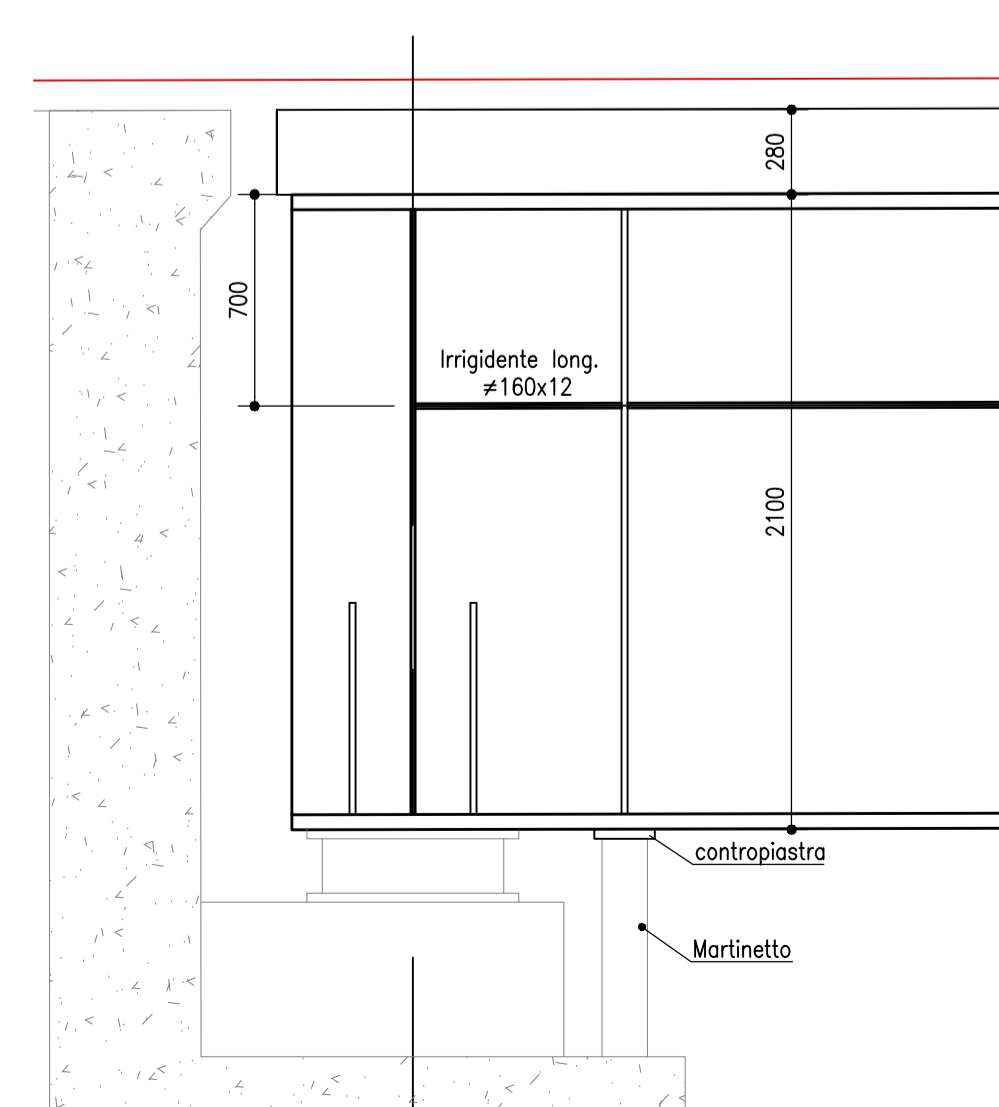 280
700
Irrigidente long.
≠160x12
2100
contropiastra
Martinetto